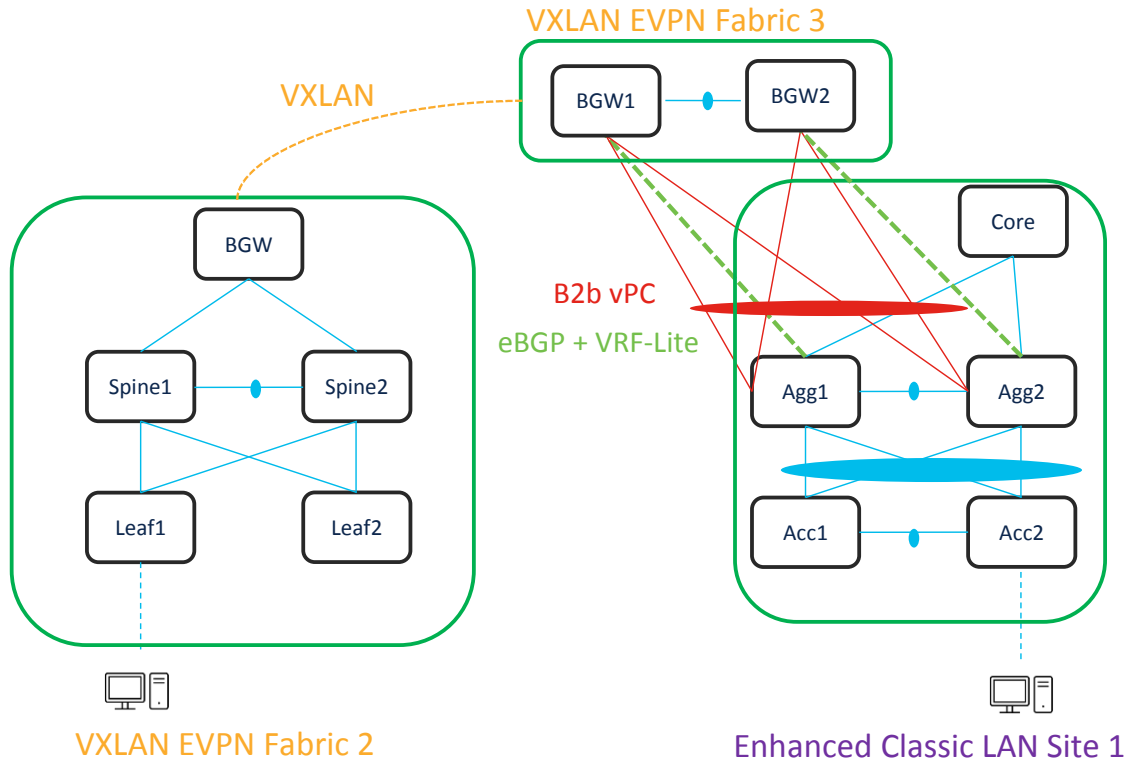 VXLAN EVPN Fabric 3
BGW1
BGW2
VXLAN
BGW
Core
B2b vPC
eBGP + VRF-Lite
Spine1
Spine2
Agg1
Agg2
Leaf1
Leaf2
Acc1
Acc2
VXLAN EVPN Fabric 2
Enhanced Classic LAN Site 1